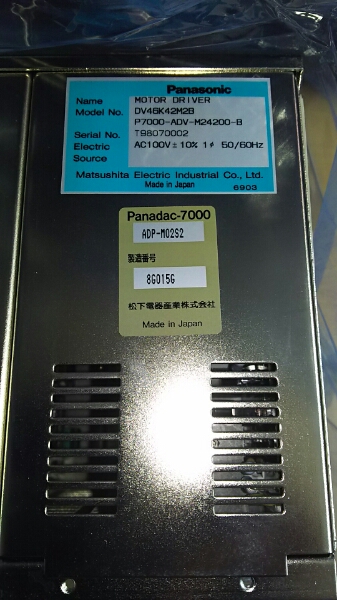 Panasonic
Name MOTOR DRIVER
Model No. DV46K42M2B
P7000-ADV-M24200-B
Serial No. T98070002
Electric Source AC100V±10% 1φ 50/60Hz
Matsushita Electric Industrial Co., Ltd.
Made in Japan
6903
Panadac-7000
ADP-M02S2
製造番号
8G015G
松下電器産業株式会社
Made in Japan